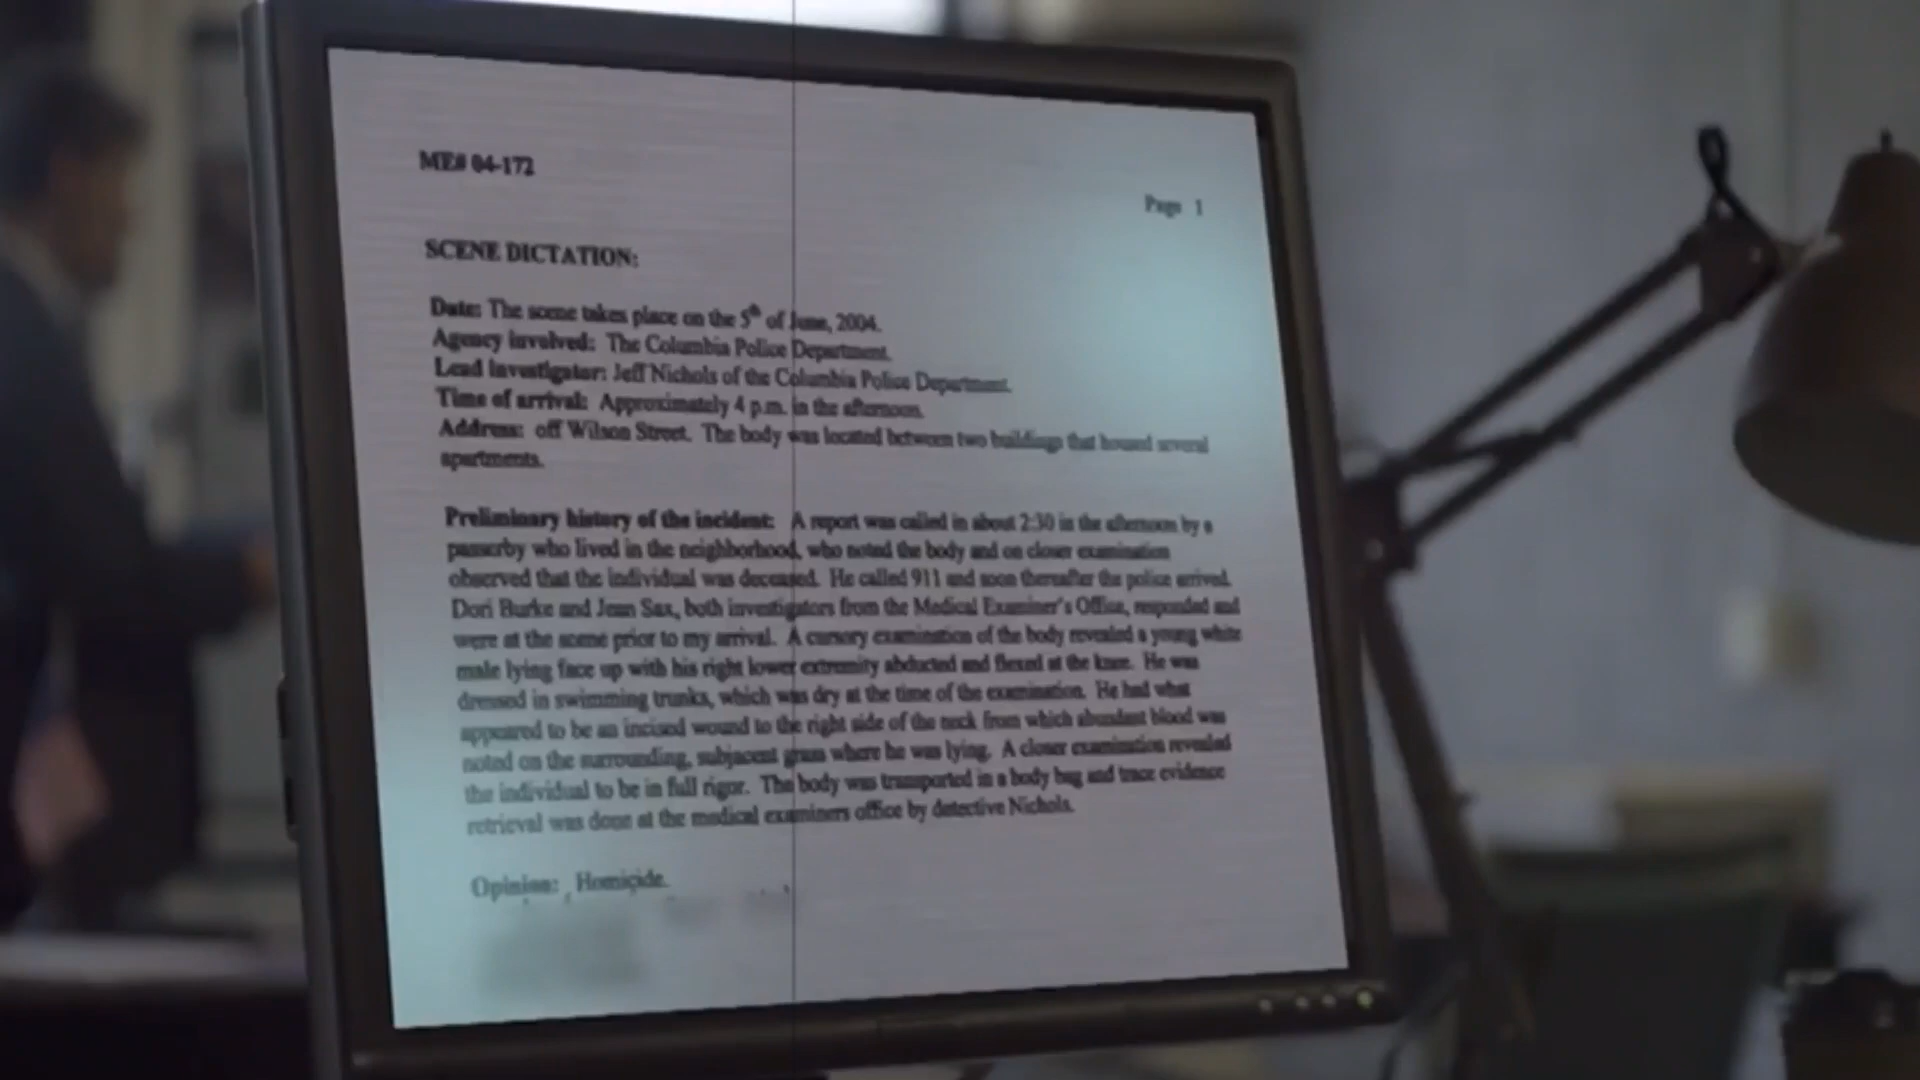 ME# 04-172
Page 1
SCENE DICTATION:
Date: The scene takes place on the 5th of June, 2004.
Agency involved: The Columbia Police Department.
Lead investigator: Jeff Nichols of the Columbia Police Department.
Time of arrival: Approximately 4 p.m. in the afternoon.
Address: off Wilson Street. The body was located between two buildings that housed several
apartments.
Preliminary history of the incident: A report was called in about 2:30 in the afternoon by a
passerby who lived in the neighborhood, who noted the body and on closer examination
observed that the individual was deceased. He called 911 and soon thereafter the police arrived.
Dori Burke and Jean Sax, both investigators from the Medical Examiner's Office, responded and
were at the scene prior to my arrival. A cursory examination of the body revealed a young white
male lying face up with his right lower extremity abducted and flexed at the knee. He was
dressed in swimming trunks, which was dry at the time of the examination. He had what
appeared to be an incised wound to the right side of the neck from which abundant blood was
noted on the surrounding, subjacent grass where he was lying. A closer examination revealed
the individual to be in full rigor. The body was transported in a body bag and trace evidence
retrieval was done at the medical examiners office by detective Nichols.
Opinion: Homicide.